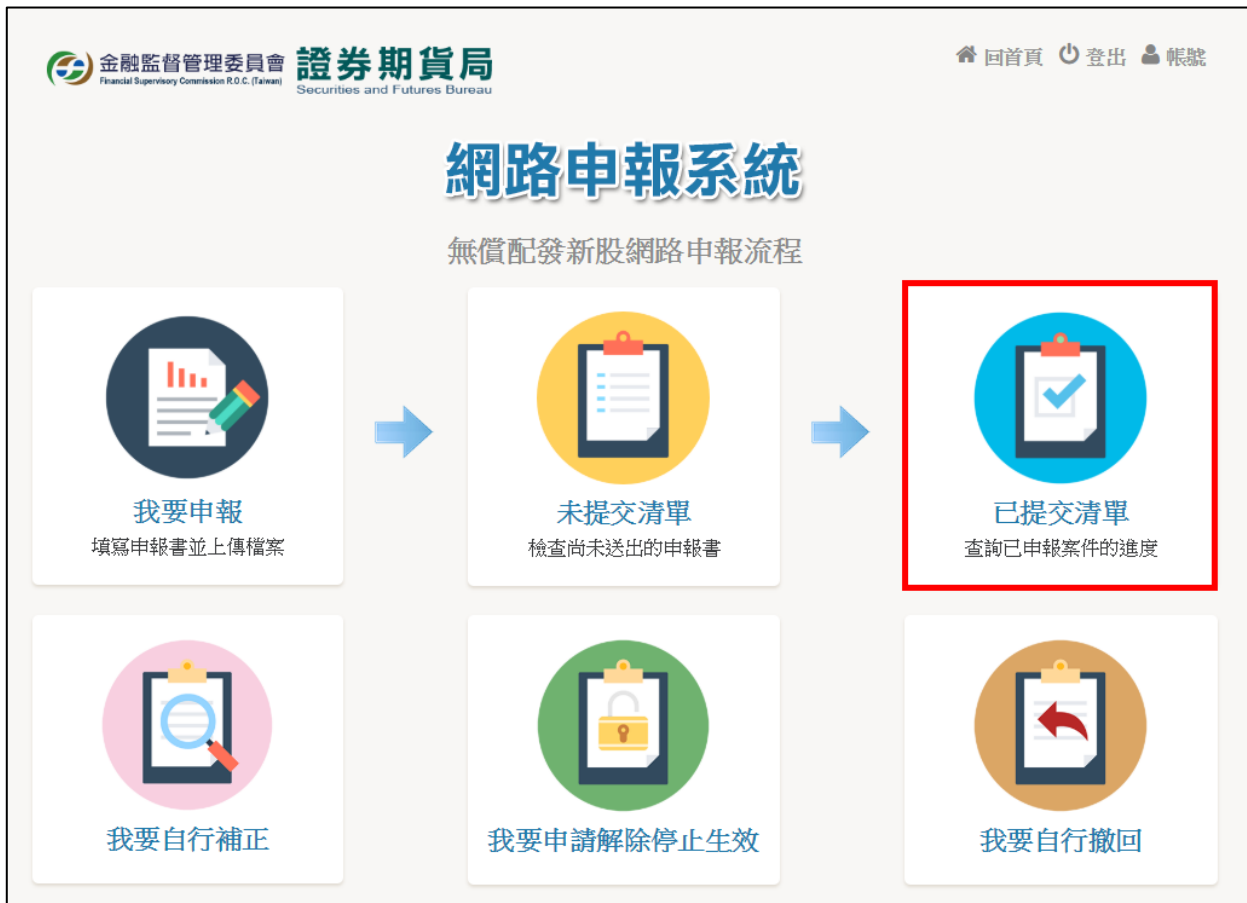 金融監督管理委員會 證券期貨局
Financial Supervisory Commission R.O.C. (Taiwan) Securities and Futures Bureau
回首頁 登出 帳號
網路申報系統
無償配發新股網路申報流程
我要申報
填寫申報書並上傳檔案
未提交清單
檢查尚未送出的申報書
已提交清單
查詢已申報案件的進度
我要自行補正
我要申請解除停止生效
我要自行撤回